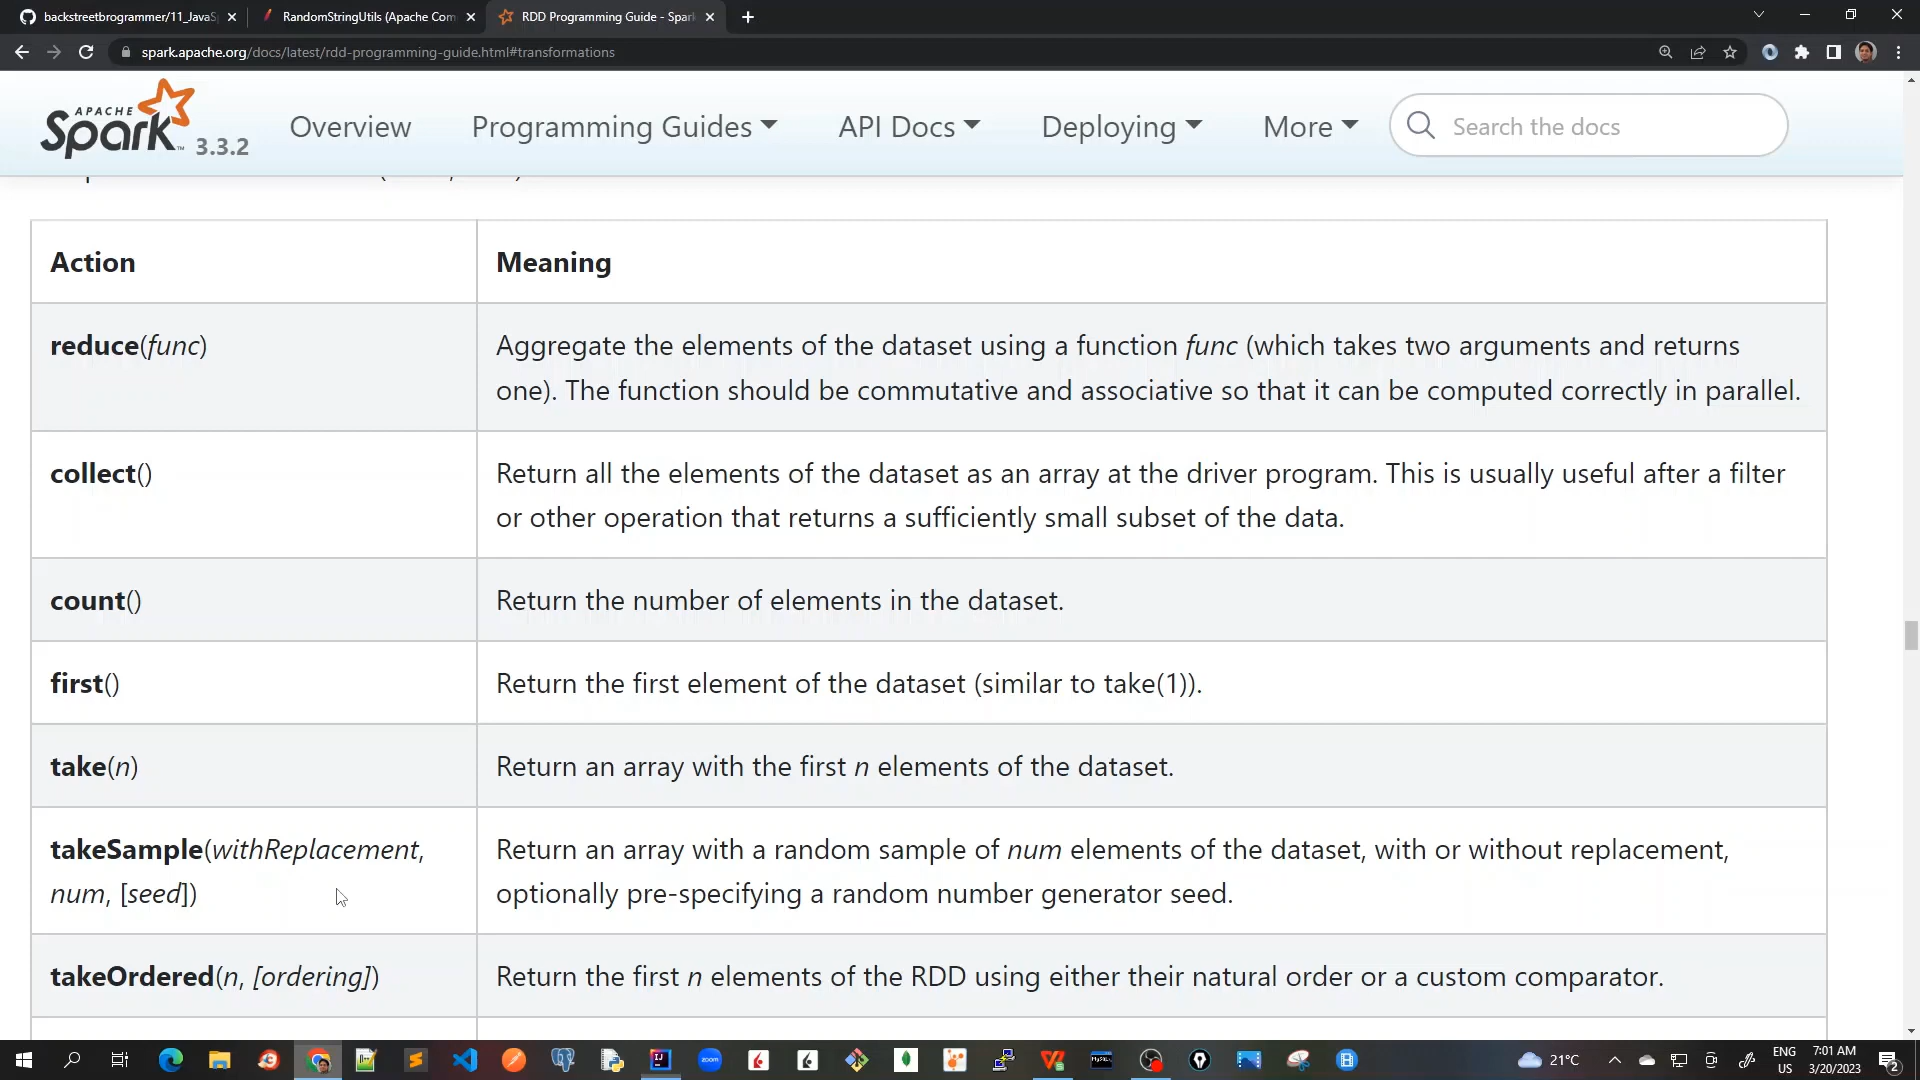 backstreetbrogrammer/11_JavaS
RandomStringUtils (Apache Com
RDD Programming Guide - Spar
spark.apache.org/docs/latest/rdd-programming-guide.html#transformations
APACHE
Spark 3.3.2
Overview
Programming Guides
API Docs
Deploying
More
Search the docs
Action
Meaning
reduce(func)
Aggregate the elements of the dataset using a function func (which takes two arguments and returns
one). The function should be commutative and associative so that it can be computed correctly in parallel.
collect()
Return all the elements of the dataset as an array at the driver program. This is usually useful after a filter
or other operation that returns a sufficiently small subset of the data.
count()
Return the number of elements in the dataset.
first()
Return the first element of the dataset (similar to take(1)).
take(n)
Return an array with the first n elements of the dataset.
takeSample(withReplacement,
num, [seed])
Return an array with a random sample of num elements of the dataset, with or without replacement,
optionally pre-specifying a random number generator seed.
takeOrdered(n, [ordering])
Return the first n elements of the RDD using either their natural order or a custom comparator.
21°C
ENG
US
7:01 AM
3/20/2023
2